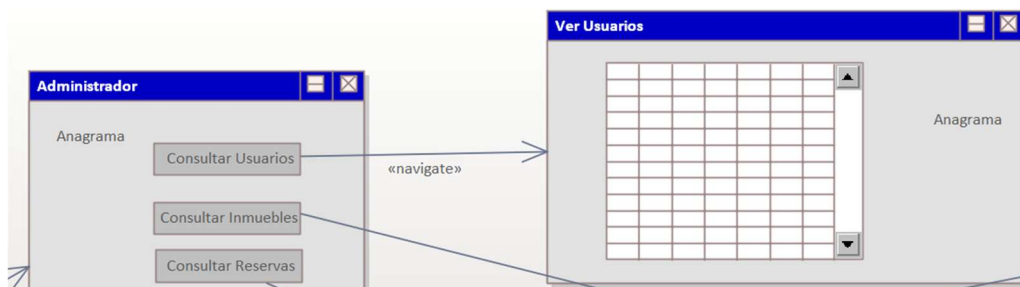 Ver Usuarios
Administrador
Anagrama
Anagrama
Consultar Usuarios
«navigate»
Consultar Inmuebles
Consultar Reservas